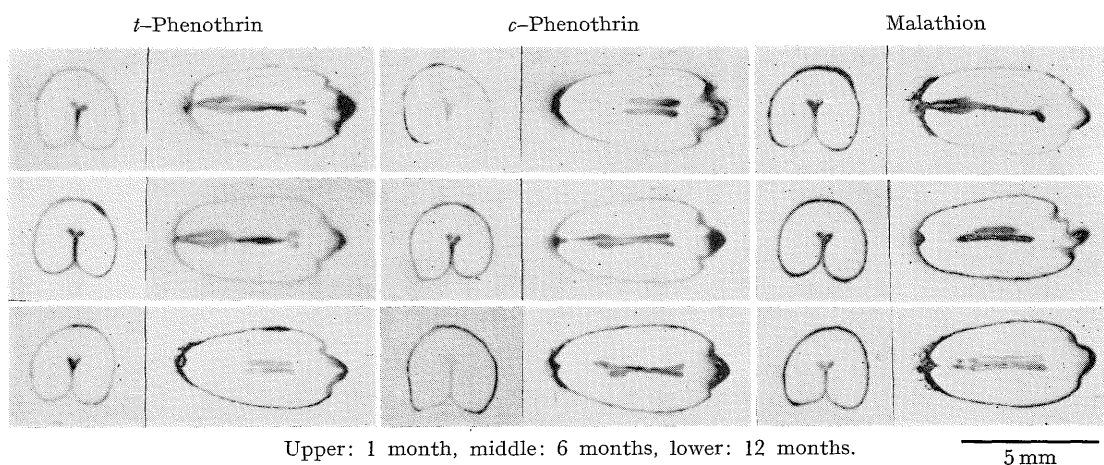 t–Phenothrin
c–Phenothrin
Malathion
Upper: 1 month, middle: 6 months, lower: 12 months.
5 mm